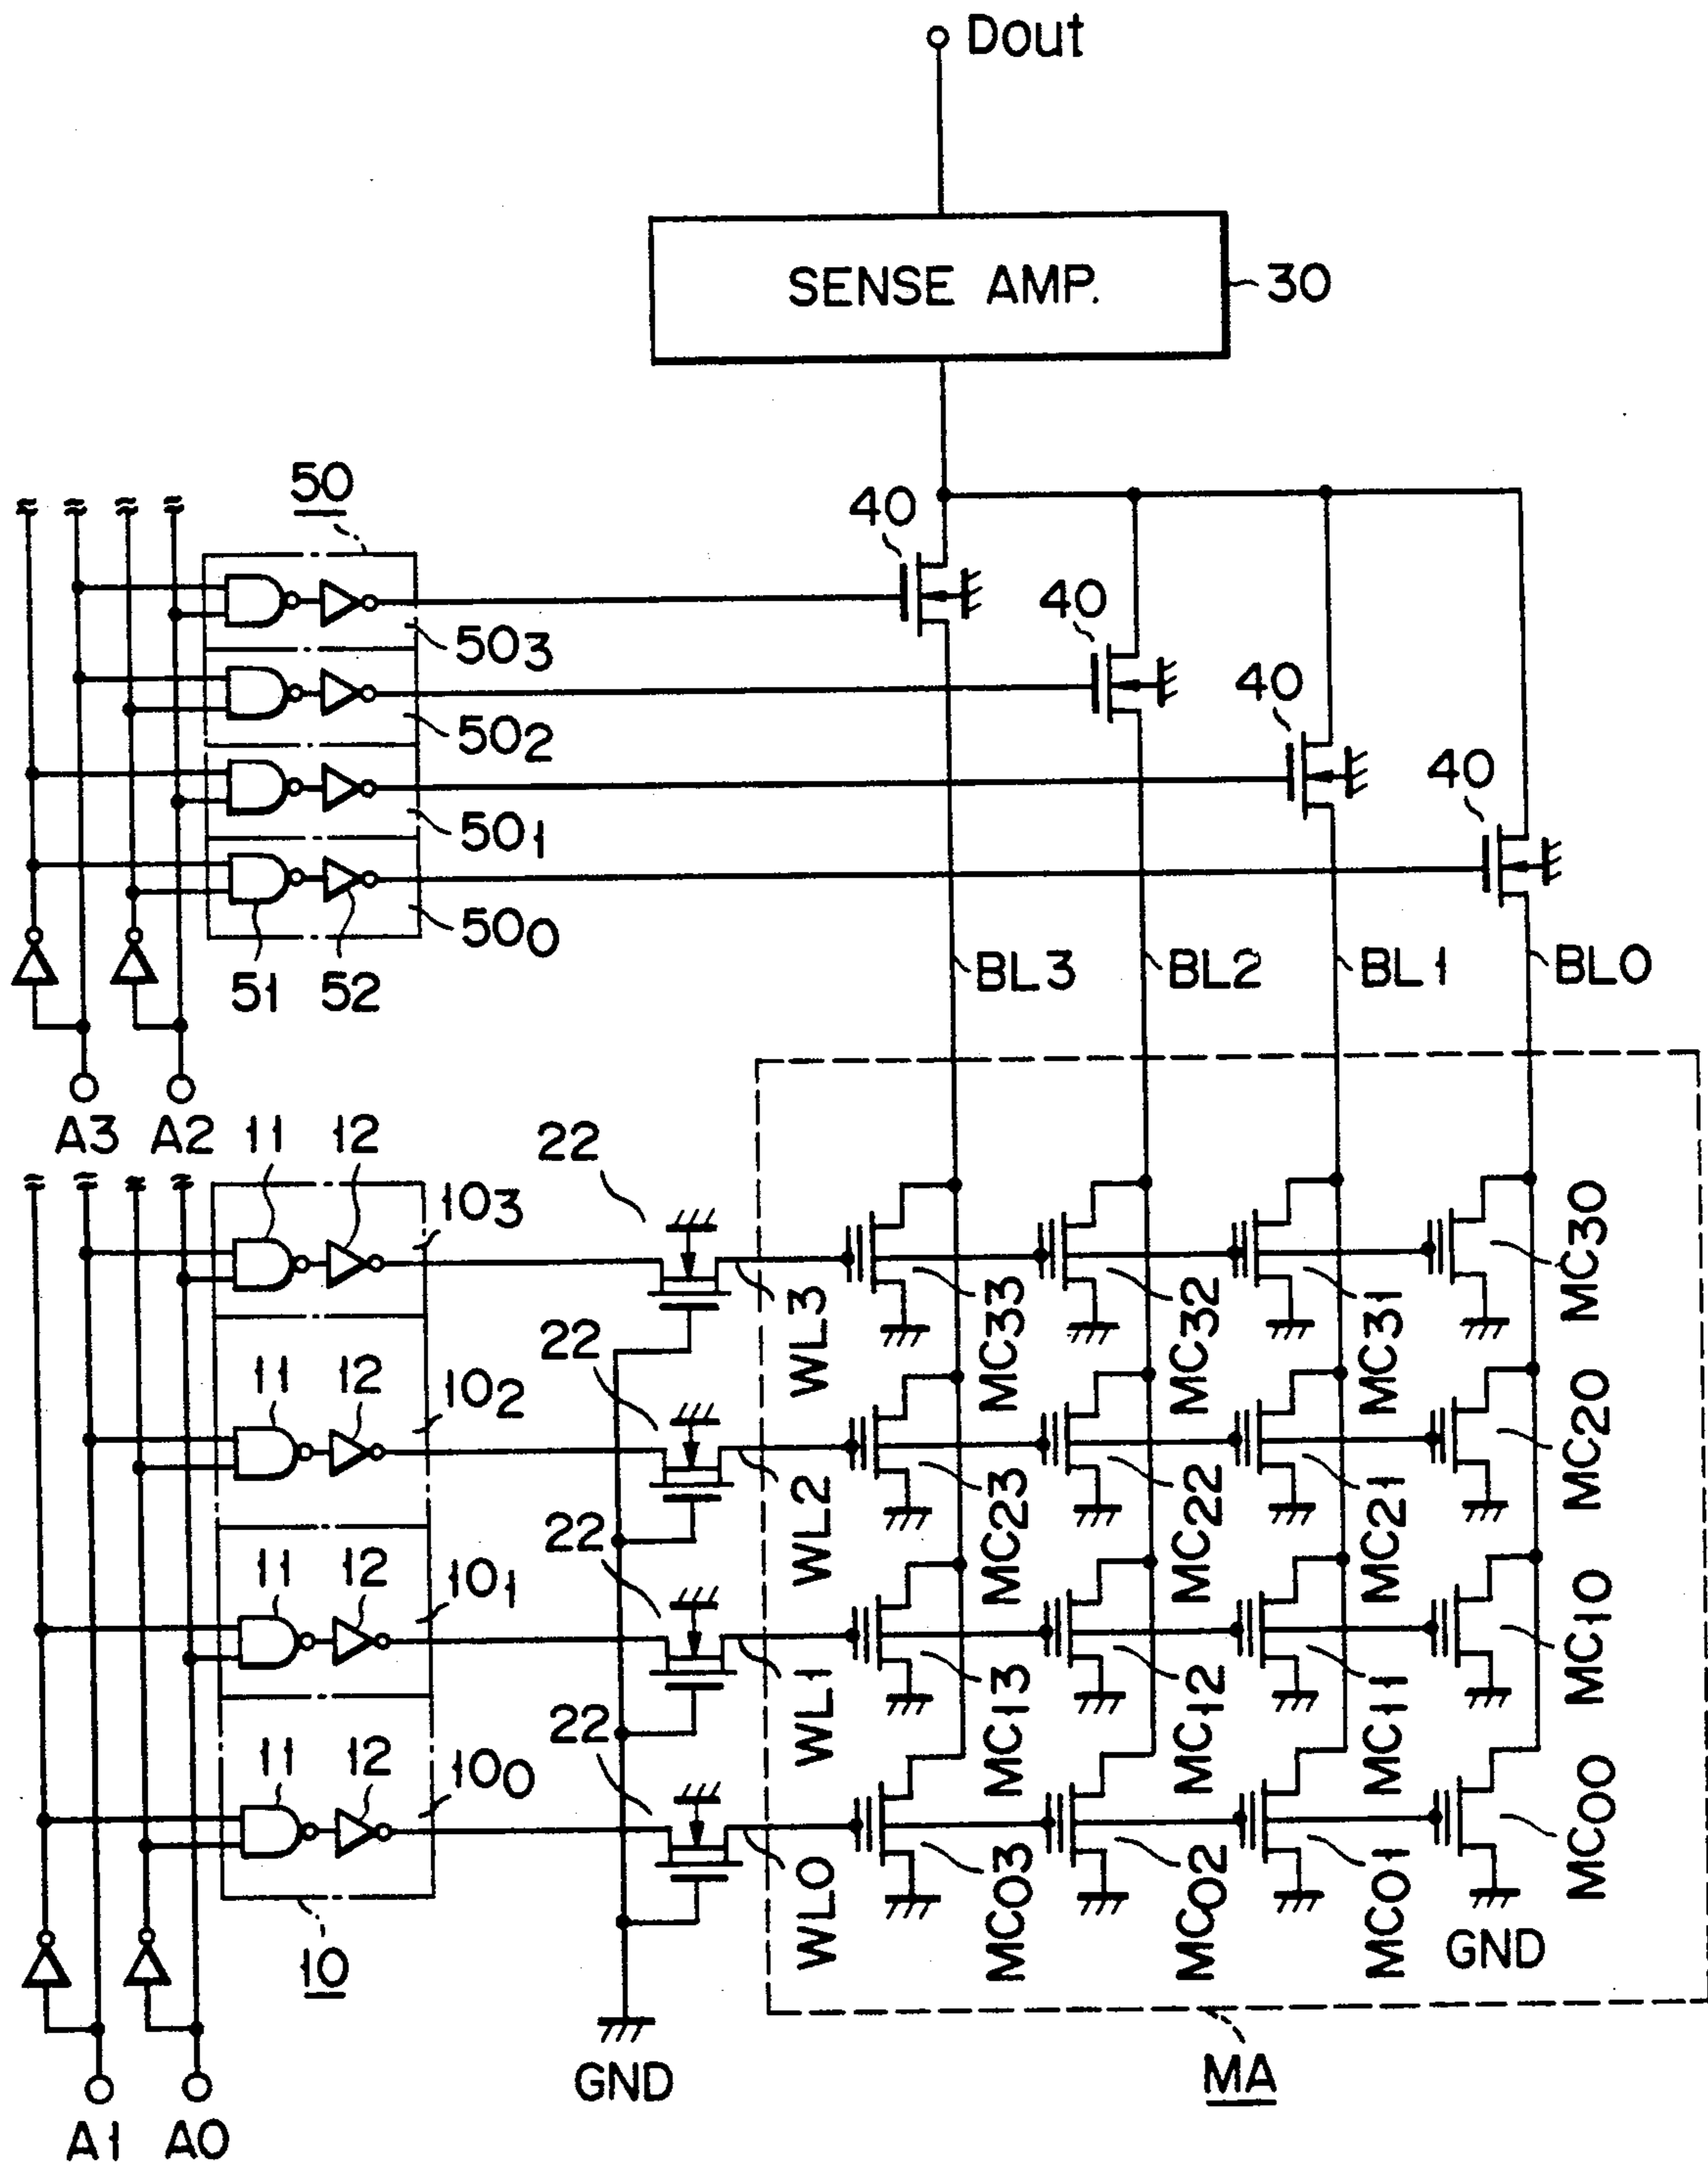 Dout
SENSE AMP.
30
50
40
40
40
40
503
502
501
500
51
52
BL3
BL2
BL1
BL0
A3
A2
11
12
22
103
WL3
MC33
MC32
MC31
MC30
11
12
22
102
WL2
MC23
MC22
MC21
MC20
11
12
22
101
WL1
MC13
MC12
MC11
MC10
11
12
22
100
WL0
MC03
MC02
MC01
MC00
GND
10
GND
MA
A1
A0